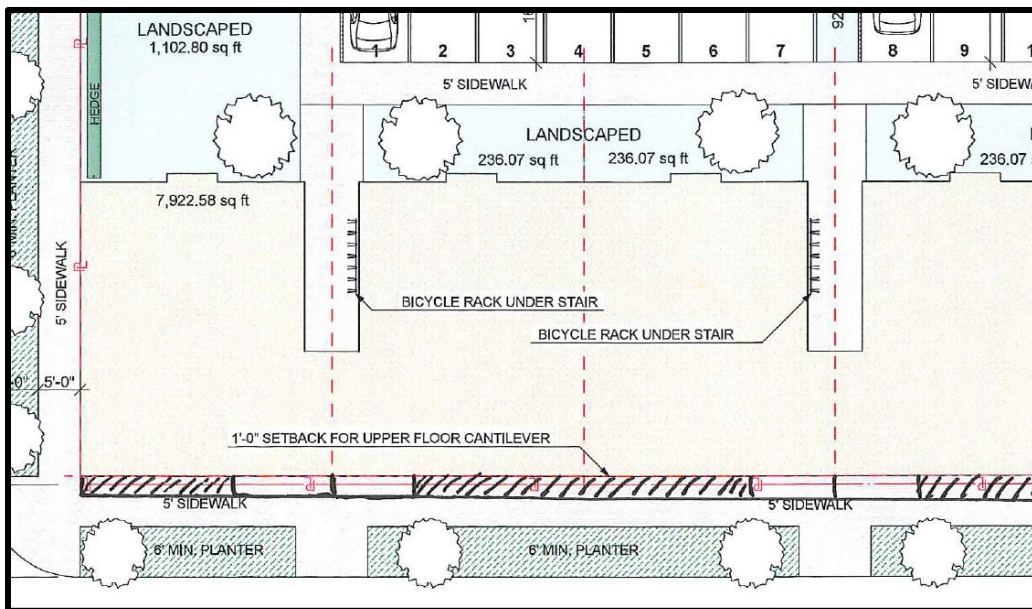 LANDSCAPED
1,102.80 sq ft
HEDGE
1
2
3
4
5
6
7
8
9
5' SIDEWALK
5' SIDEWA
LANDSCAPED
236.07 sq ft
236.07 sq ft
236.07
7,922.58 sq ft
MIN. PLANTER
5' SIDEWALK
BICYCLE RACK UNDER STAIR
BICYCLE RACK UNDER STAIR
5'-0"
1'-0" SETBACK FOR UPPER FLOOR CANTILEVER
5' SIDEWALK
5' SIDEWALK
6' MIN. PLANTER
6' MIN. PLANTER